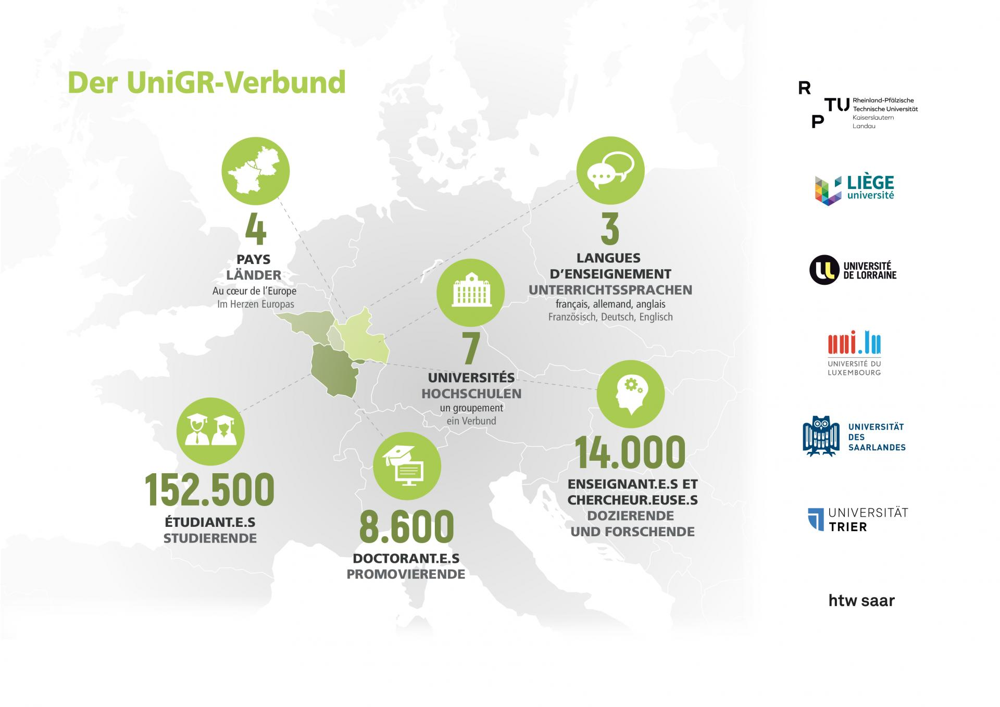 Der UniGR-Verbund
4
PAYS
LÄNDER
Au cœur de l'Europe
Im Herzen Europas
3
LANGUES
D'ENSEIGNEMENT
UNTERRICHTSSPRACHEN
français, allemand, anglais
Französisch, Deutsch, Englisch
7
UNIVERSITÉS
HOCHSCHULEN
un groupement
ein Verbund
152.500
ÉTUDIANT.E.S
STUDIERENDE
8.600
DOCTORANT.E.S
PROMOVIERENDE
14.000
ENSEIGNANT.E.S ET
CHERCHEUR.EUSE.S
DOZIERENDE
UND FORSCHENDE
R
P
TU
Rheinland-Pfälzische
Technische Universität
Kaiserslautern
Landau
LIÈGE
université
UL
UNIVERSITÉ
DE LORRAINE
uni.lu
UNIVERSITÉ DU
LUXEMBOURG
UNIVERSITÄT
DES
SAARLANDES
UNIVERSITÄT
TRIER
htw saar